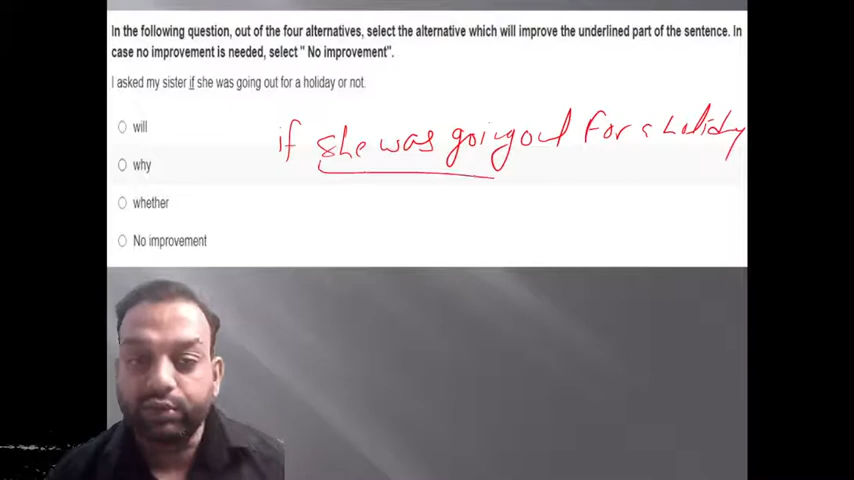 In the following question, out of the four alternatives, select the alternative which will improve the underlined part of the sentence. In
case no improvement is needed, select " No improvement".
I asked my sister if she was going out for a holiday or not.
will
if she was going out for a holiday
why
whether
No improvement